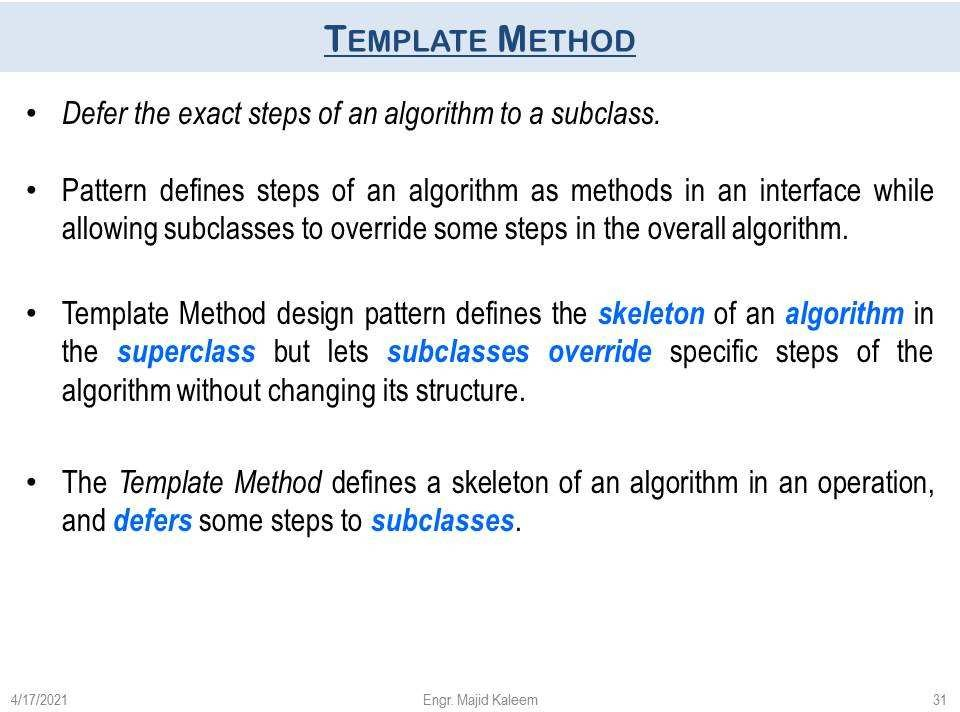 TEMPLATE METHOD
• Defer the exact steps of an algorithm to a subclass.
• Pattern defines steps of an algorithm as methods in an interface while
allowing subclasses to override some steps in the overall algorithm.
• Template Method design pattern defines the skeleton of an algorithm in
the superclass but lets subclasses override specific steps of the
algorithm without changing its structure.
• The Template Method defines a skeleton of an algorithm in an operation,
and defers some steps to subclasses.
4/17/2021 Engr. Majid Kaleem 31